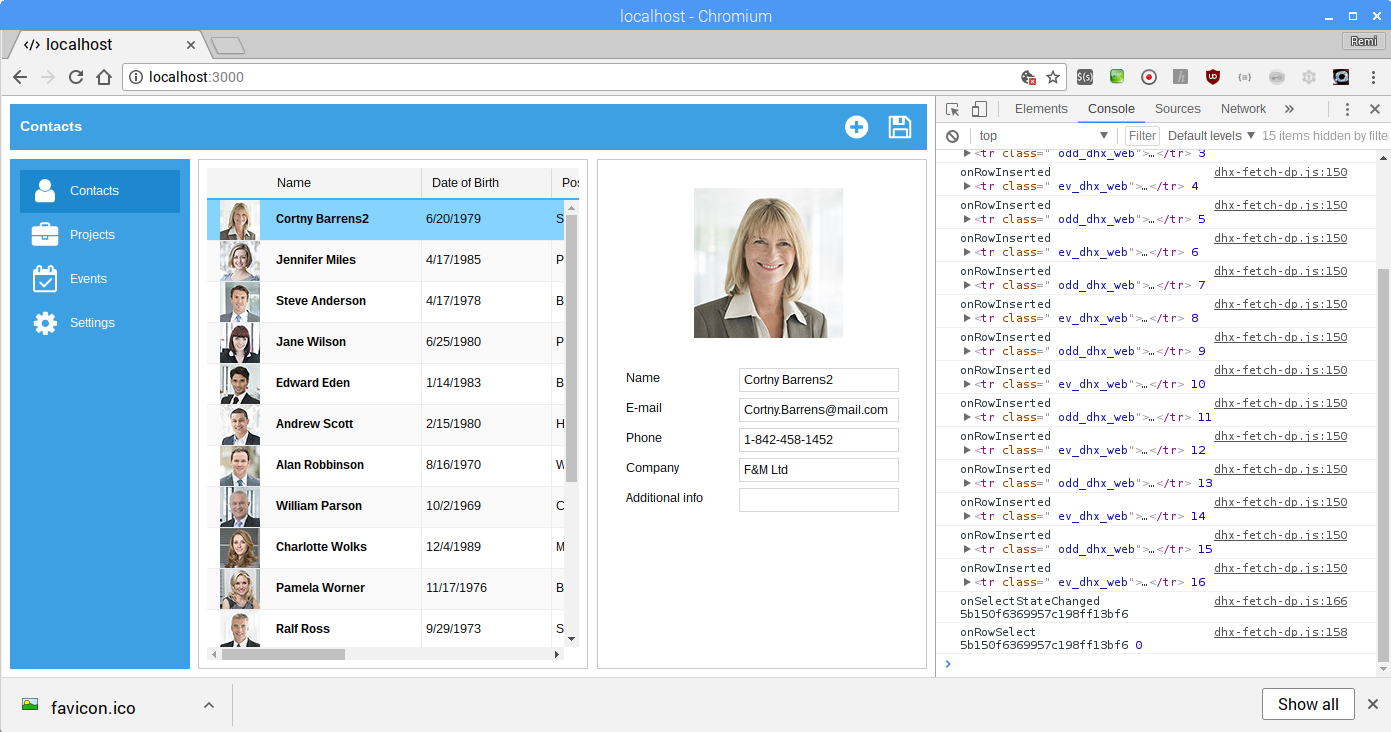 localhost - Chromium
localhost
Remi
localhost:3000
Contacts
Contacts
Projects
Events
Settings
Name Date of Birth Pos
Cortny Barrens2 6/20/1979 S
Jennifer Miles 4/17/1985 P
Steve Anderson 4/17/1978 B
Jane Wilson 6/25/1980 P
Edward Eden 1/14/1983 B
Andrew Scott 2/15/1980 H
Alan Robbinson 8/16/1970 W
William Parson 10/2/1969 C
Charlotte Wolks 12/4/1989 M
Pamela Worner 11/17/1976 B
Ralf Ross 9/29/1973 S
Name Cortny Barrens2
E-mail Cortny.Barrens@mail.com
Phone 1-842-458-1452
Company F&M Ltd
Additional info
Elements Console Sources Network »
top Filter Default levels 15 items hidden by filte
<tr class=" odd_dhx_web">…</tr> 3
onRowInserted dhx-fetch-dp.js:150
<tr class=" ev_dhx_web">…</tr> 4
onRowInserted dhx-fetch-dp.js:150
<tr class=" odd_dhx_web">…</tr> 5
onRowInserted dhx-fetch-dp.js:150
<tr class=" ev_dhx_web">…</tr> 6
onRowInserted dhx-fetch-dp.js:150
<tr class=" odd_dhx_web">…</tr> 7
onRowInserted dhx-fetch-dp.js:150
<tr class=" ev_dhx_web">…</tr> 8
onRowInserted dhx-fetch-dp.js:150
<tr class=" odd_dhx_web">…</tr> 9
onRowInserted dhx-fetch-dp.js:150
<tr class=" ev_dhx_web">…</tr> 10
onRowInserted dhx-fetch-dp.js:150
<tr class=" odd_dhx_web">…</tr> 11
onRowInserted dhx-fetch-dp.js:150
<tr class=" ev_dhx_web">…</tr> 12
onRowInserted dhx-fetch-dp.js:150
<tr class=" odd_dhx_web">…</tr> 13
onRowInserted dhx-fetch-dp.js:150
<tr class=" ev_dhx_web">…</tr> 14
onRowInserted dhx-fetch-dp.js:150
<tr class=" odd_dhx_web">…</tr> 15
onRowInserted dhx-fetch-dp.js:150
<tr class=" ev_dhx_web">…</tr> 16
onSelectStateChanged dhx-fetch-dp.js:166
5b150f6369957c198ff13bf6
onRowSelect dhx-fetch-dp.js:158
5b150f6369957c198ff13bf6 0
favicon.ico
Show all